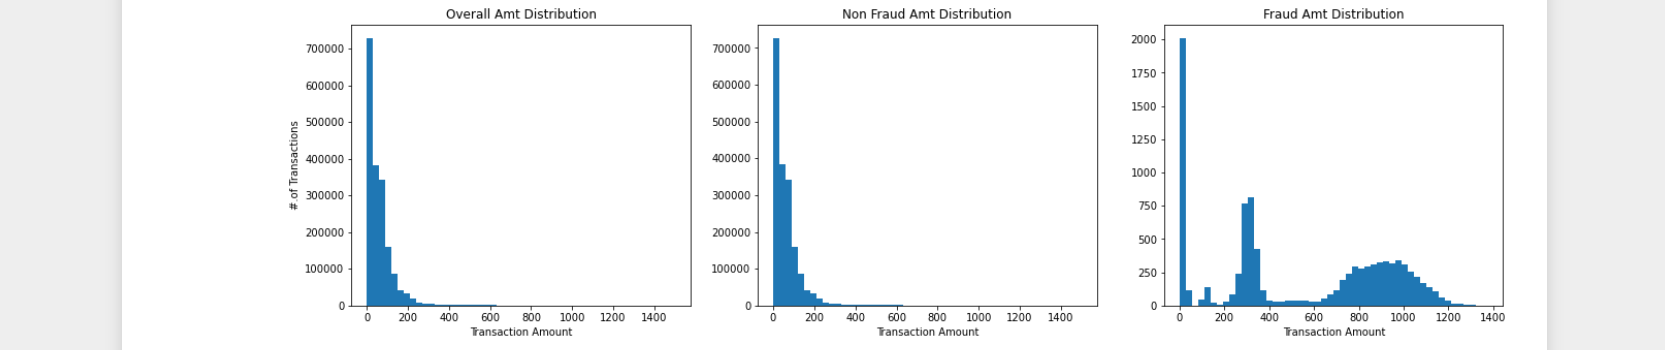 Overall Amt Distribution
700000
600000
500000
400000
300000
200000
100000
0
#.of Transactions
0 200 400 600 800 1000 1200 1400
Transaction Amount
Non Fraud Amt Distribution
700000
600000
500000
400000
300000
200000
100000
0
0 200 400 600 800 1000 1200 1400
Transaction Amount
Fraud Amt Distribution
2000
1750
1500
1250
1000
750
500
250
0
0 200 400 600 800 1000 1200 1400
Transaction Amount